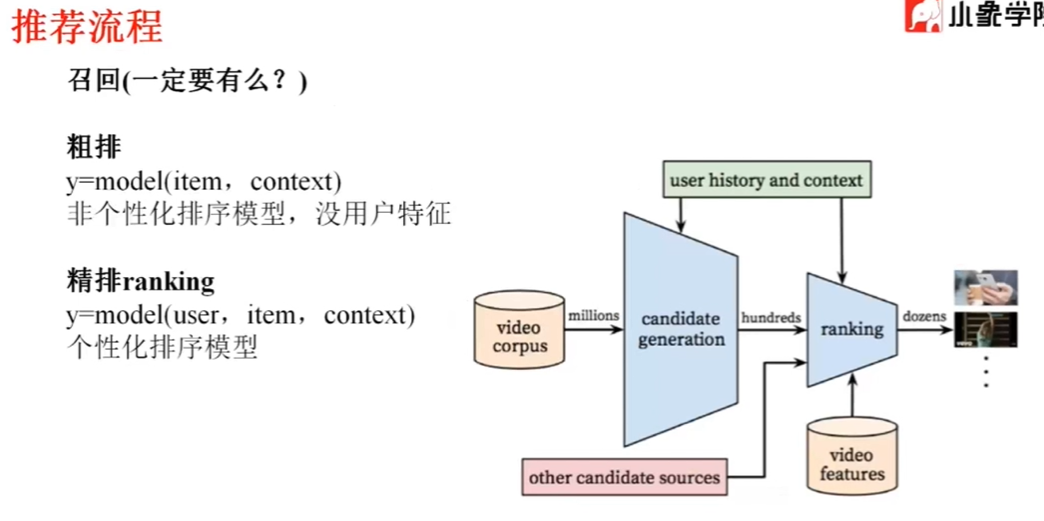 推荐流程
小象学院
召回(一定要有么？)
粗排
y=model(item，context)
非个性化排序模型，没用户特征
精排ranking
y=model(user，item，context)
个性化排序模型
user history and context
video
corpus
millions
candidate
generation
hundreds
ranking
dozens
other candidate sources
video
features